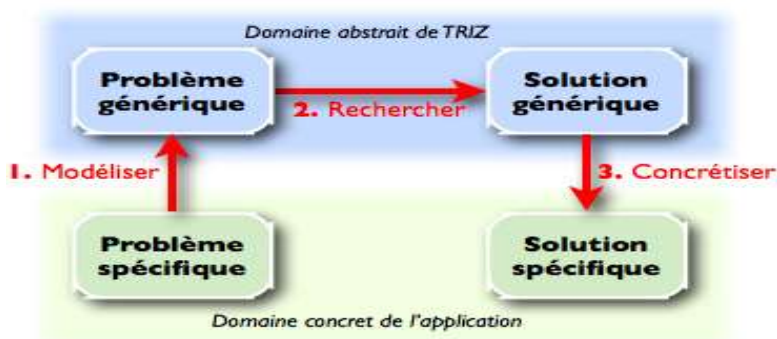 Domaine abstrait de TRIZ
Problème
générique
Solution
générique
2. Rechercher
1. Modéliser
3. Concrétiser
Problème
spécifique
Solution
spécifique
Domaine concret de l'application